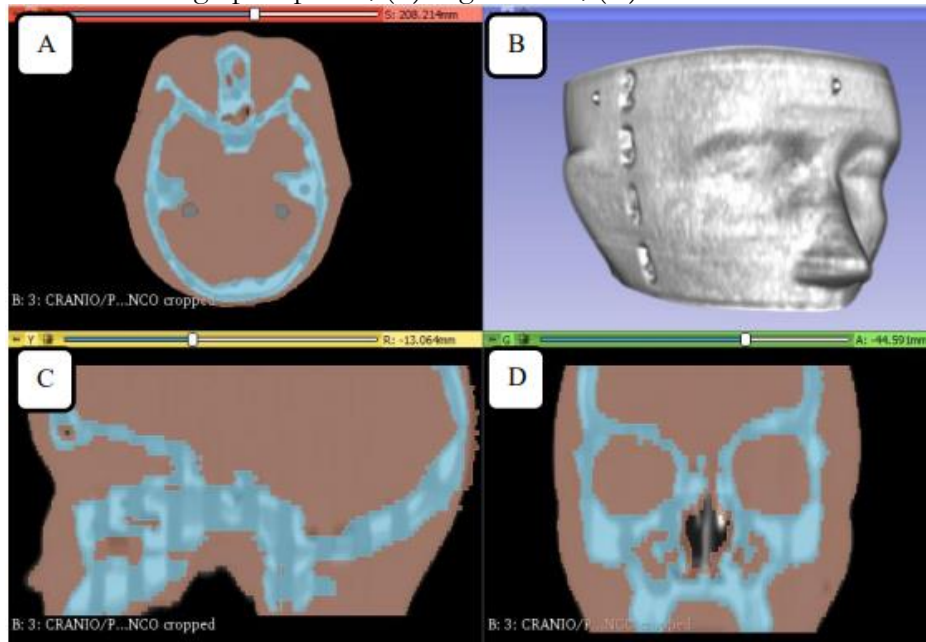 A
S: 208.214mm
B
B: 3: CRANIO/P...NCO cropped
Y
R: -13.064mm
G
A: -44.591mm
C
D
B: 3: CRANIO/P...NCO cropped
B: 3: CRANIO/P...NCO cropped